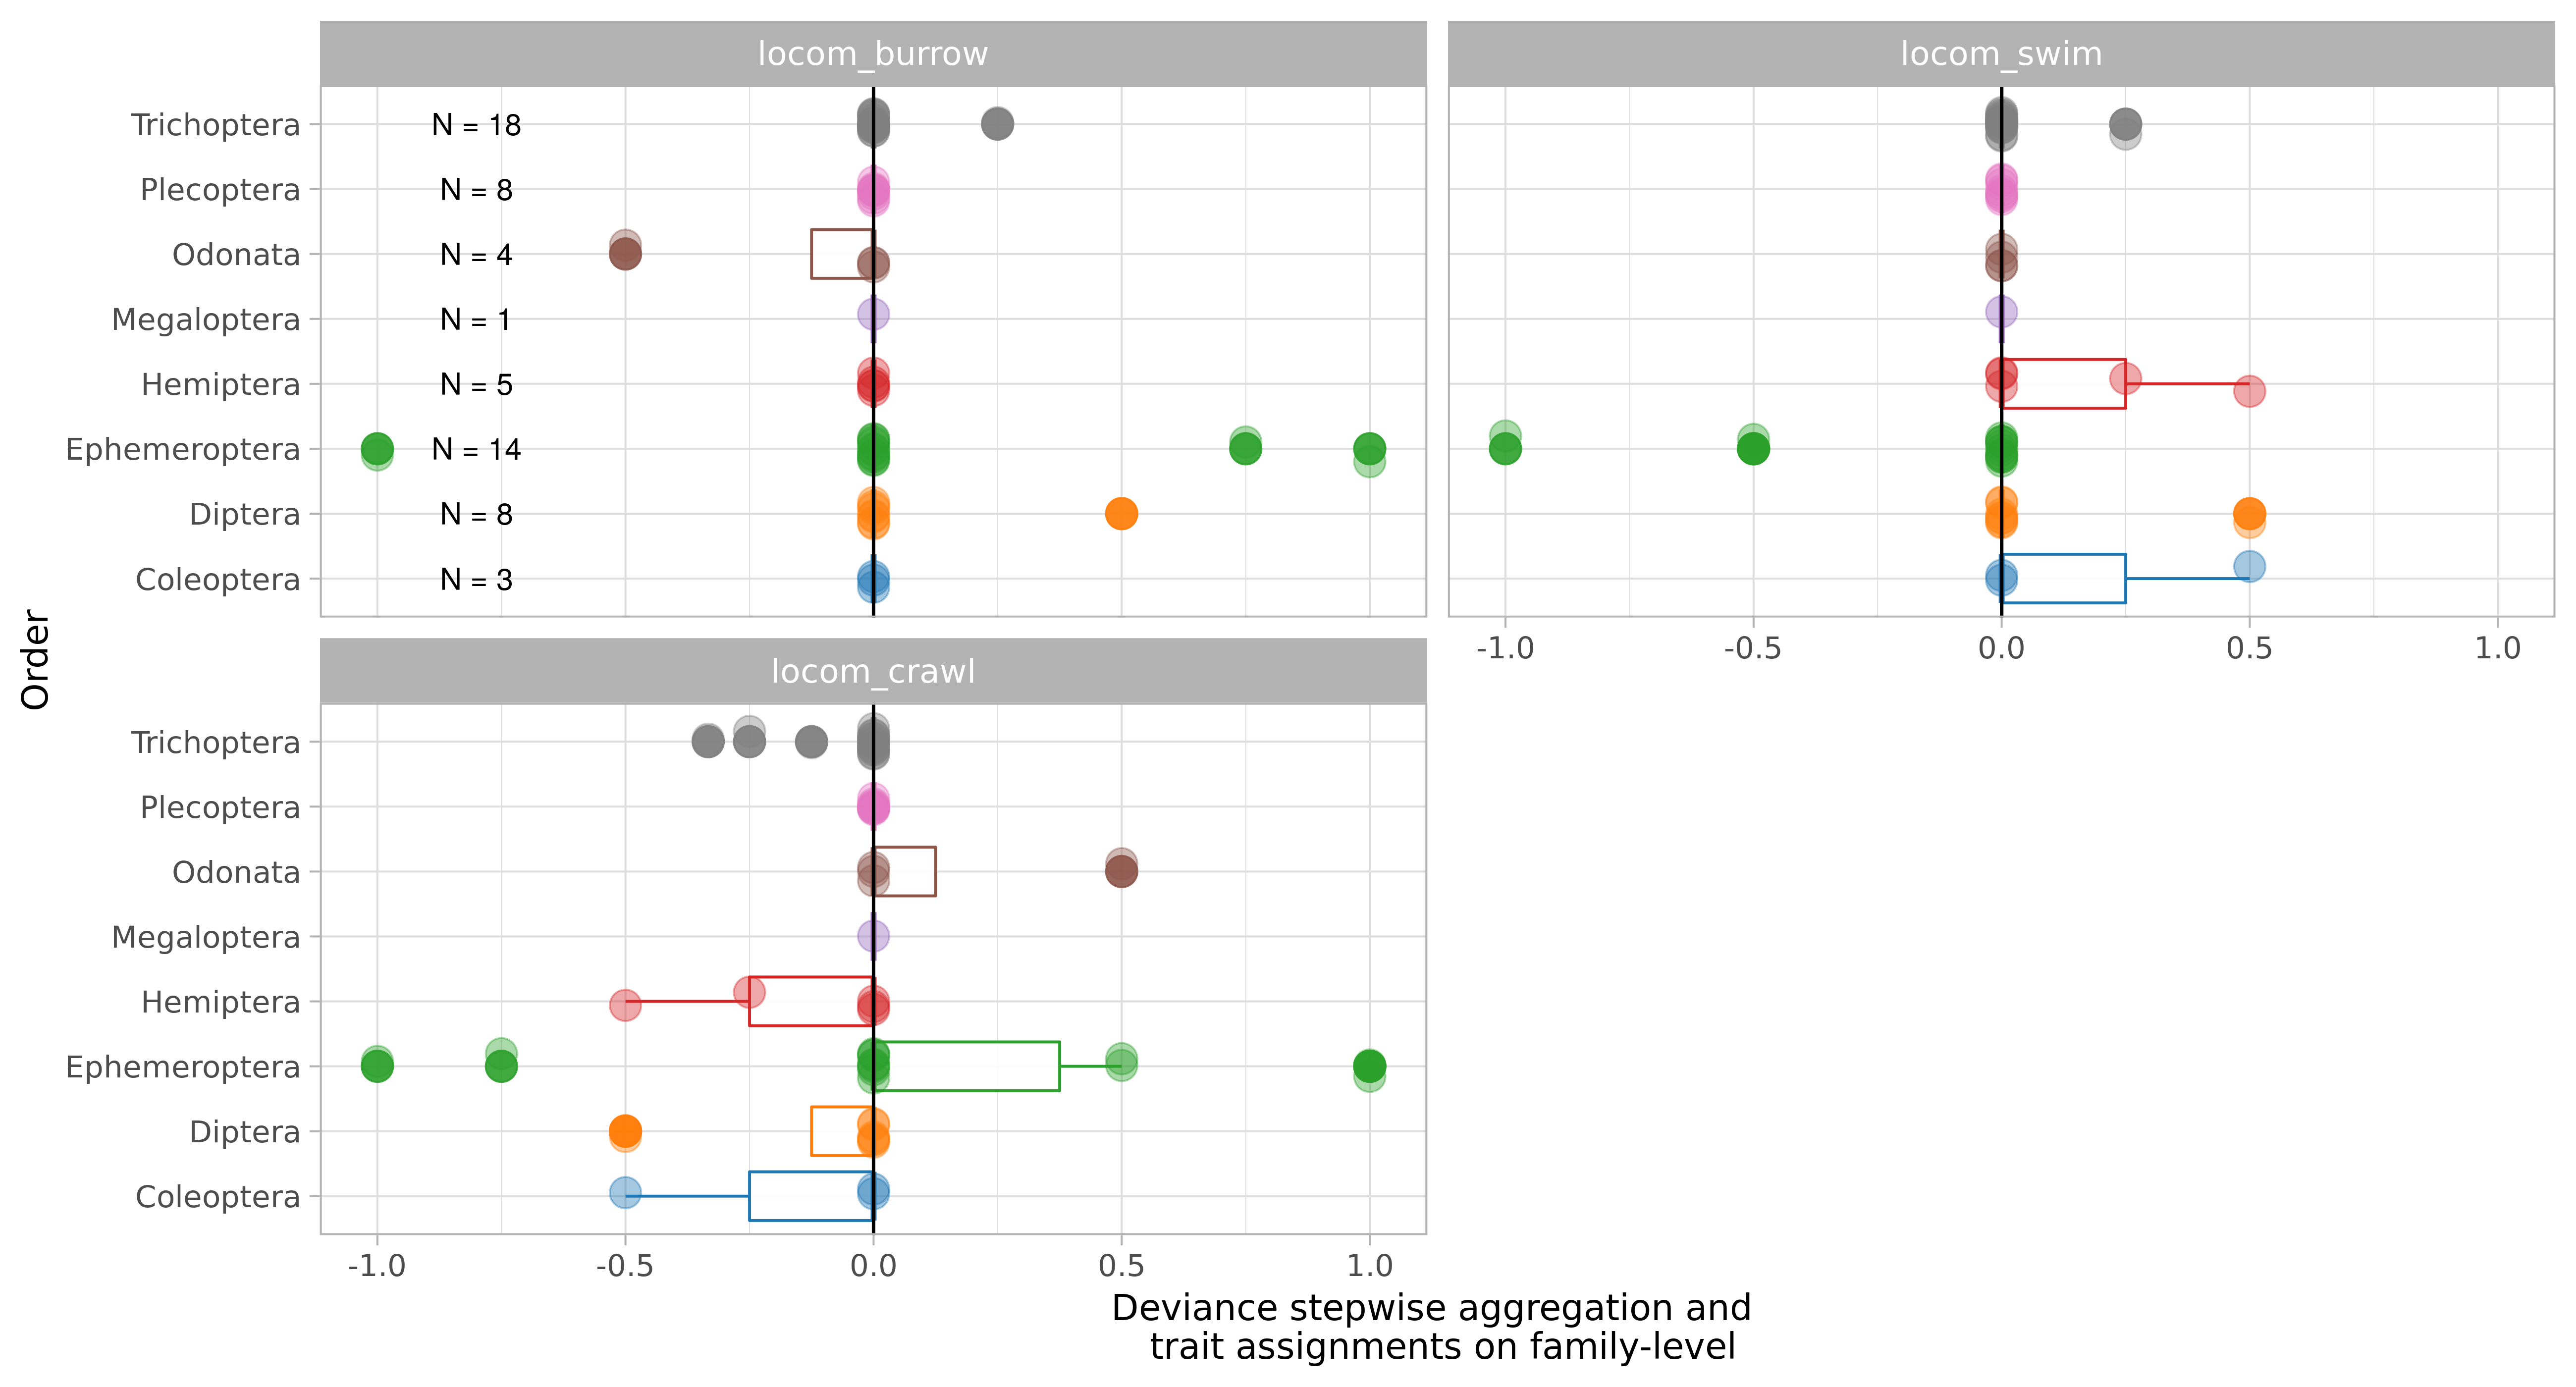 locom_burrow
locom_swim
Trichoptera
N = 18
Plecoptera
N = 8
Odonata
N = 4
Megaloptera
N = 1
Hemiptera
N = 5
Ephemeroptera
N = 14
Diptera
N = 8
Coleoptera
N = 3
-1.0 -0.5 0.0 0.5 1.0
Order
locom_crawl
Trichoptera
Plecoptera
Odonata
Megaloptera
Hemiptera
Ephemeroptera
Diptera
Coleoptera
-1.0 -0.5 0.0 0.5 1.0
Deviance stepwise aggregation and
trait assignments on family-level